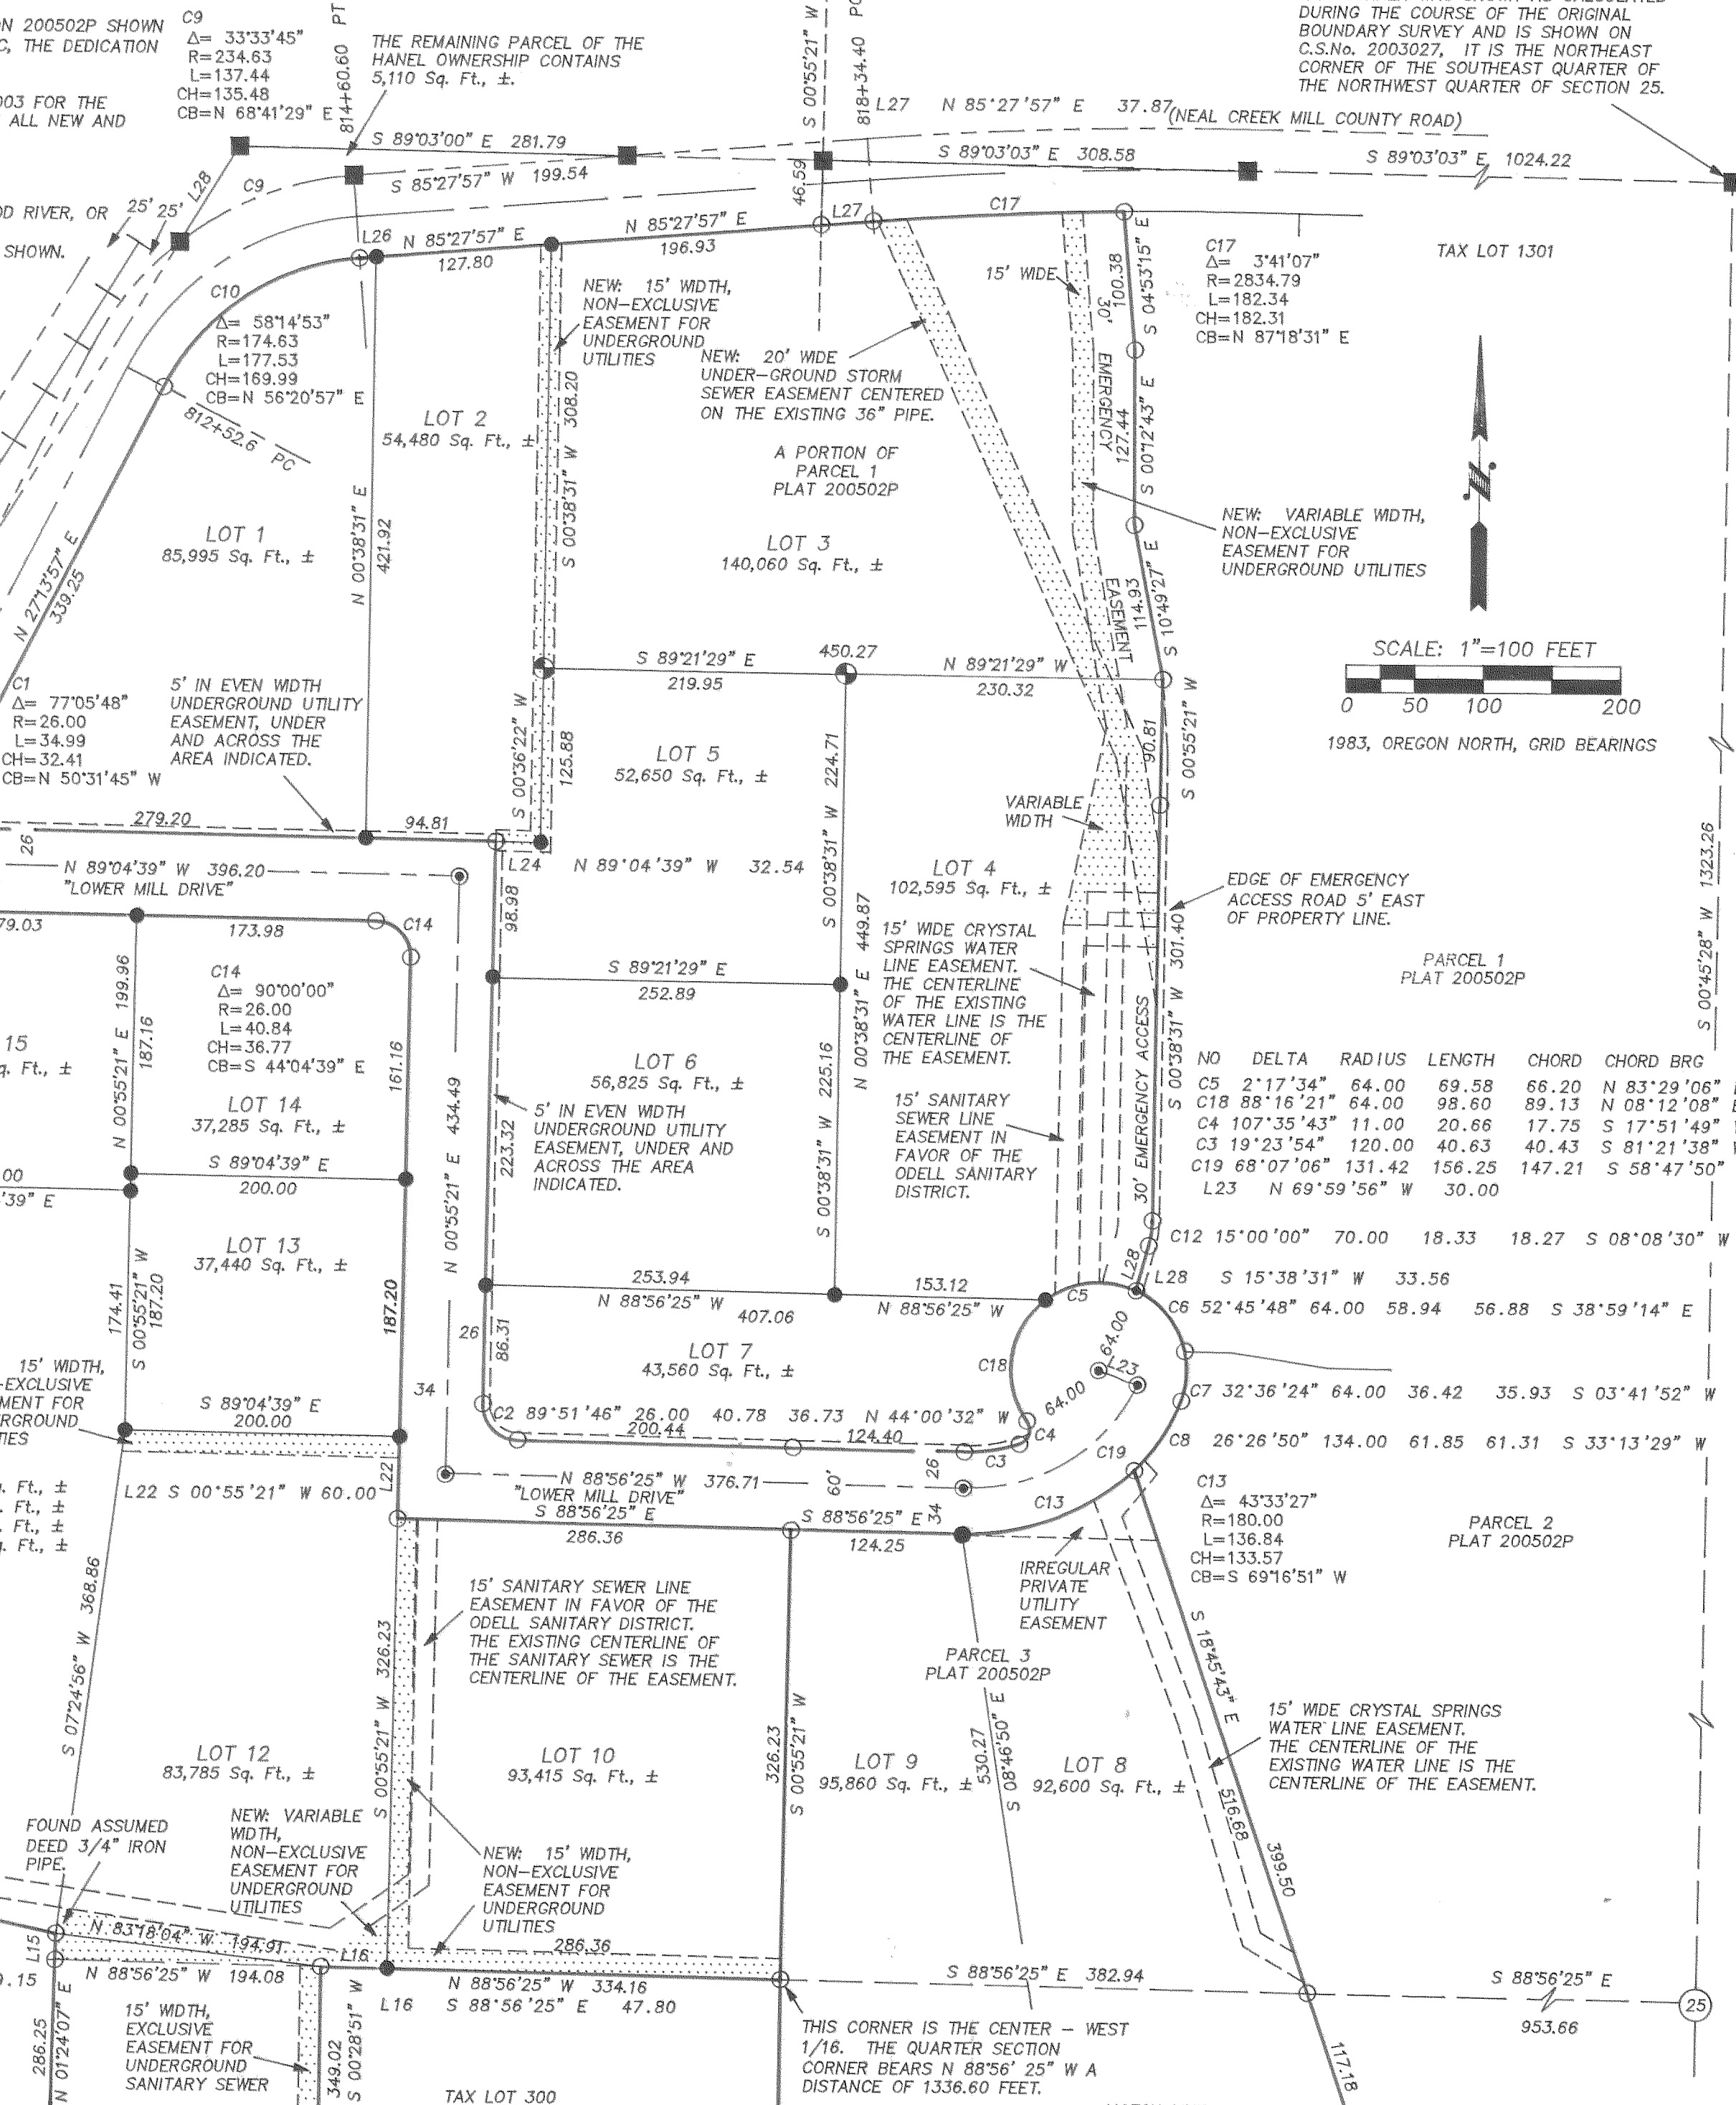 ON 200502P SHOWN
C, THE DEDICATION
003 FOR THE
ALL NEW AND
OD RIVER, OR
SHOWN.
C9
Δ= 33°33'45"
R=234.63
L=137.44
CH=135.48
CB=N 68°41'29" E
814+60.60 PT
THE REMAINING PARCEL OF THE
HANEL OWNERSHIP CONTAINS
5,110 Sq. Ft., ±.
S 00°55'21" W
46.59
818+34.40 PC
L27 N 85°27'57" E 37.87
(NEAL CREEK MILL COUNTY ROAD)
DURING THE COURSE OF THE ORIGINAL
BOUNDARY SURVEY AND IS SHOWN ON
C.S.No. 2003027, IT IS THE NORTHEAST
CORNER OF THE SOUTHEAST QUARTER OF
THE NORTHWEST QUARTER OF SECTION 25.
S 89°03'00" E 281.79
S 89°03'03" E 308.58
S 89°03'03" E 1024.22
L28
C9
S 85°27'57" W 199.54
25' 25'
L26
N 85°27'57" E
127.80
N 85°27'57" E
196.93
L27
C17
C10
Δ= 58°14'53"
R=174.63
L=177.53
CH=169.99
CB=N 56°20'57" E
812+52.6 PC
NEW: 15' WIDTH,
NON-EXCLUSIVE
EASEMENT FOR
UNDERGROUND
UTILITIES
NEW: 20' WIDE
UNDER-GROUND STORM
SEWER EASEMENT CENTERED
ON THE EXISTING 36" PIPE.
15' WIDE
100.38
S 04°53'15" E
30' EMERGENCY EASEMENT
127.44
S 00°12'43" E
114.93
S 10°49'27" E
C17
Δ= 3°41'07"
R=2834.79
L=182.34
CH=182.31
CB=N 87°18'31" E
TAX LOT 1301
N
LOT 1
85,995 Sq. Ft., ±
LOT 2
54,480 Sq. Ft., ±
A PORTION OF
PARCEL 1
PLAT 200502P
LOT 3
140,060 Sq. Ft., ±
N 27°13'57" E
339.25
N 00°38'31" E
421.92
S 00°38'31" W 308.20
NEW: VARIABLE WIDTH,
NON-EXCLUSIVE
EASEMENT FOR
UNDERGROUND UTILITIES
SCALE: 1"=100 FEET
0 50 100 200
1983, OREGON NORTH, GRID BEARINGS
C1
Δ= 77°05'48"
R=26.00
L=34.99
CH=32.41
CB=N 50°31'45" W
5' IN EVEN WIDTH
UNDERGROUND UTILITY
EASEMENT, UNDER
AND ACROSS THE
AREA INDICATED.
S 89°21'29" E
219.95
450.27
N 89°21'29" W
230.32
S 00°36'22" W
125.88
LOT 5
52,650 Sq. Ft., ±
S 00°38'31" W 224.71
90.81
S 00°55'21" W
VARIABLE
WIDTH
279.20
94.81
26
N 89°04'39" W 396.20
"LOWER MILL DRIVE"
L24 N 89°04'39" W 32.54
98.98
LOT 4
102,595 Sq. Ft., ±
EDGE OF EMERGENCY
ACCESS ROAD 5' EAST
OF PROPERTY LINE.
S 00°45'28" W 1323.26
79.03
173.98
C14
C14
Δ= 90°00'00"
R=26.00
L=40.84
CH=36.77
CB=S 44°04'39" E
N 00°55'21" E 199.96
187.16
161.16
15
q. Ft., ±
LOT 14
37,285 Sq. Ft., ±
S 89°21'29" E
252.89
N 00°38'31" E 449.87
15' WIDE CRYSTAL
SPRINGS WATER
LINE EASEMENT.
THE CENTERLINE
OF THE EXISTING
WATER LINE IS THE
CENTERLINE OF
THE EASEMENT.
PARCEL 1
PLAT 200502P
LOT 6
56,825 Sq. Ft., ±
5' IN EVEN WIDTH
UNDERGROUND UTILITY
EASEMENT, UNDER AND
ACROSS THE AREA
INDICATED.
N 00°55'21" E 434.49
223.32
S 00°38'31" W 225.16
15' SANITARY
SEWER LINE
EASEMENT IN
FAVOR OF THE
ODELL SANITARY
DISTRICT.
30' EMERGENCY ACCESS
S 00°38'31" W 301.40
NO DELTA RADIUS LENGTH CHORD CHORD BRG
C5 2°17'34" 64.00 69.58 66.20 N 83°29'06"
C18 88°16'21" 64.00 98.60 89.13 N 08°12'08"
C4 107°35'43" 11.00 20.66 17.75 S 17°51'49"
C3 19°23'54" 120.00 40.63 40.43 S 81°21'38"
C19 68°07'06" 131.42 156.25 147.21 S 58°47'50"
L23 N 69°59'56" W 30.00
C12 15°00'00" 70.00 18.33 18.27 S 08°08'30" W
L28 S 15°38'31" W 33.56
C6 52°45'48" 64.00 58.94 56.88 S 38°59'14" E
C7 32°36'24" 64.00 36.42 35.93 S 03°41'52" W
C8 26°26'50" 134.00 61.85 61.31 S 33°13'29" W
S 89°04'39" E
200.00
00
39" E
LOT 13
37,440 Sq. Ft., ±
174.41
S 00°55'21" W
187.20
187.20
253.94
N 88°56'25" W
407.06
153.12
N 88°56'25" W
C5
L28
64.00
L23
64.00
C18
C4
C3
C19
26
86.31
34
LOT 7
43,560 Sq. Ft., ±
C2 89°51'46" 26.00 40.78 36.73 N 44°00'32" W
200.44
124.40
S 89°04'39" E
200.00
15' WIDTH,
-EXCLUSIVE
EMENT FOR
ERGROUND
TIES
L22
L22 S 00°55'21" W 60.00
N 88°56'25" W 376.71
"LOWER MILL DRIVE"
60'
26
34
C13
S 88°56'25" E
286.36
S 88°56'25" E
124.25
C13
Δ= 43°33'27"
R=180.00
L=136.84
CH=133.57
CB=S 69°16'51" W
PARCEL 2
PLAT 200502P
q. Ft., ±
. Ft., ±
. Ft., ±
q. Ft., ±
S 07°24'56" W 368.86
S 00°55'21" W 326.23
15' SANITARY SEWER LINE
EASEMENT IN FAVOR OF THE
ODELL SANITARY DISTRICT.
THE EXISTING CENTERLINE OF
THE SANITARY SEWER IS THE
CENTERLINE OF THE EASEMENT.
IRREGULAR
PRIVATE
UTILITY
EASEMENT
PARCEL 3
PLAT 200502P
S 18°45'43" E
516.68
399.50
15' WIDE CRYSTAL SPRINGS
WATER LINE EASEMENT.
THE CENTERLINE OF THE
EXISTING WATER LINE IS THE
CENTERLINE OF THE EASEMENT.
LOT 12
83,785 Sq. Ft., ±
LOT 10
93,415 Sq. Ft., ±
326.23
S 00°55'21" W
LOT 9
95,860 Sq. Ft., ±
530.27
S 08°46'50" E
LOT 8
92,600 Sq. Ft., ±
FOUND ASSUMED
DEED 3/4" IRON
PIPE.
NEW: VARIABLE
WIDTH,
NON-EXCLUSIVE
EASEMENT FOR
UNDERGROUND
UTILITIES
NEW: 15' WIDTH,
NON-EXCLUSIVE
EASEMENT FOR
UNDERGROUND
UTILITIES
N 83°18'04" W 194.91
L15
L16
286.36
N 88°56'25" W 194.08
N 88°56'25" W 334.16
L16 S 88°56'25" E 47.80
S 88°56'25" E 382.94
S 88°56'25" E
953.66
25
9.15
286.25
N 01°24'07" E
15' WIDTH,
EXCLUSIVE
EASEMENT FOR
UNDERGROUND
SANITARY SEWER
349.02
S 00°28'51" W
TAX LOT 300
THIS CORNER IS THE CENTER - WEST
1/16. THE QUARTER SECTION
CORNER BEARS N 88°56' 25" W A
DISTANCE OF 1336.60 FEET.
117.18